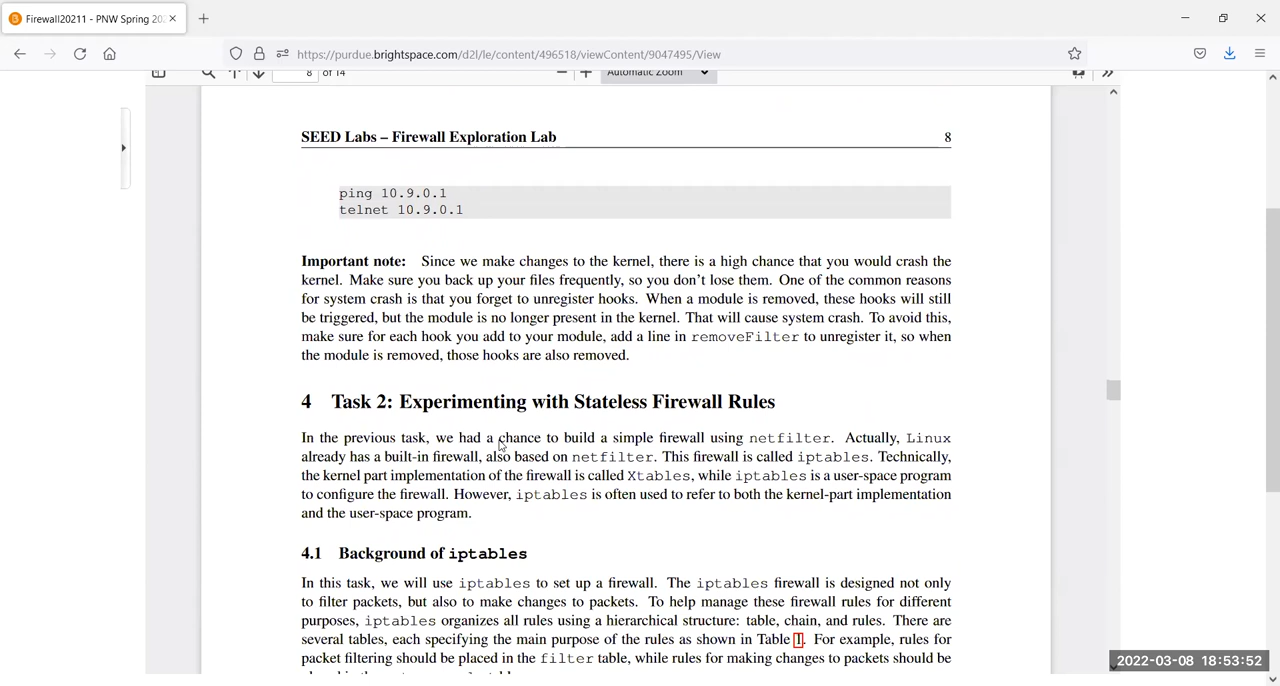 Firewall20211 - PNW Spring 202
https://purdue.brightspace.com/d2l/le/content/496518/viewContent/9047495/View
8 of 14
Automatic Zoom
SEED Labs – Firewall Exploration Lab 8
ping 10.9.0.1
telnet 10.9.0.1
Important note: Since we make changes to the kernel, there is a high chance that you would crash the
kernel. Make sure you back up your files frequently, so you don't lose them. One of the common reasons
for system crash is that you forget to unregister hooks. When a module is removed, these hooks will still
be triggered, but the module is no longer present in the kernel. That will cause system crash. To avoid this,
make sure for each hook you add to your module, add a line in removeFilter to unregister it, so when
the module is removed, those hooks are also removed.
4 Task 2: Experimenting with Stateless Firewall Rules
In the previous task, we had a chance to build a simple firewall using netfilter. Actually, Linux
already has a built-in firewall, also based on netfilter. This firewall is called iptables. Technically,
the kernel part implementation of the firewall is called Xtables, while iptables is a user-space program
to configure the firewall. However, iptables is often used to refer to both the kernel-part implementation
and the user-space program.
4.1 Background of iptables
In this task, we will use iptables to set up a firewall. The iptables firewall is designed not only
to filter packets, but also to make changes to packets. To help manage these firewall rules for different
purposes, iptables organizes all rules using a hierarchical structure: table, chain, and rules. There are
several tables, each specifying the main purpose of the rules as shown in Table 1. For example, rules for
packet filtering should be placed in the filter table, while rules for making changes to packets should be
2022-03-08 18:53:52